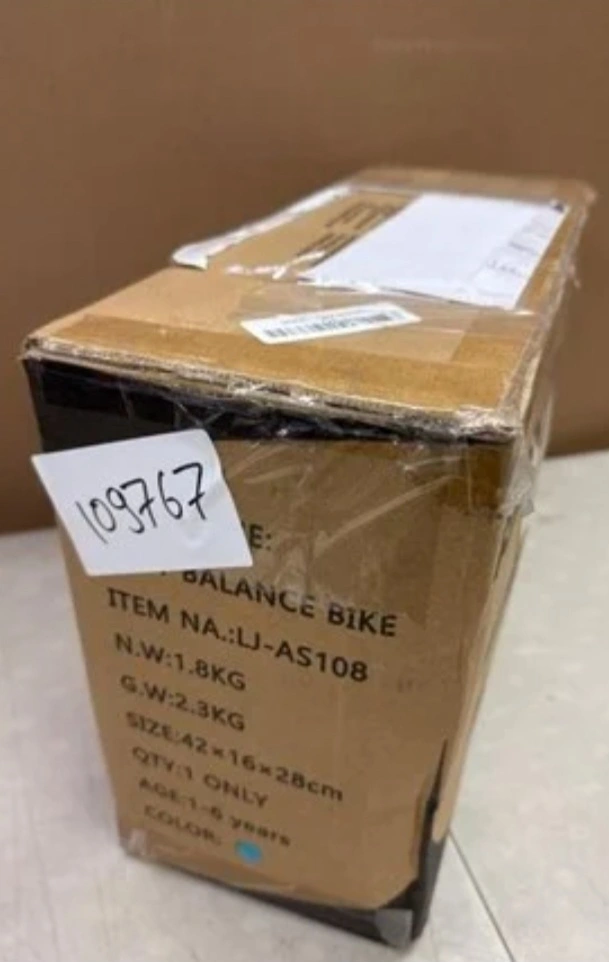 109767
E:
BALANCE BIKE
ITEM NA.:LJ-AS108
N.W:1.8KG
G.W:2.3KG
SIZE:42×16×28cm
QTY:1 ONLY
AGE:1-6 years
COLOR: